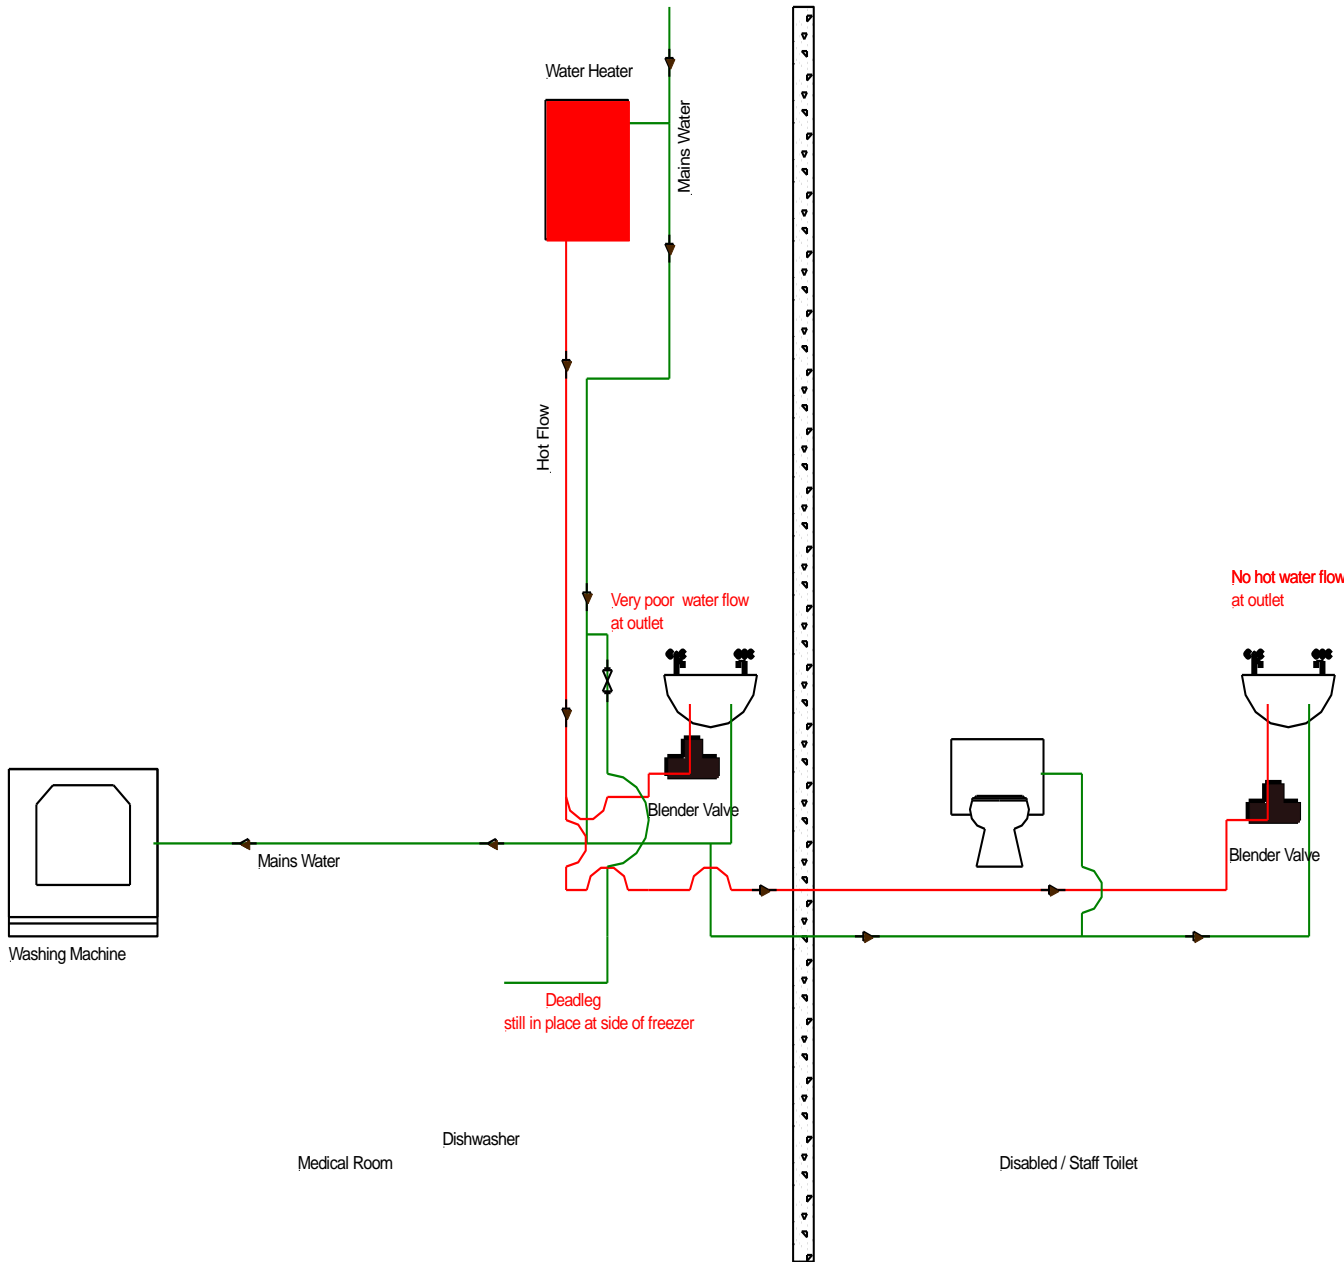 Water Heater
Mains Water
Hot Flow
Very poor water flow
at outlet
No hot water flow
at outlet
Blender Valve
Mains Water
Blender Valve
Washing Machine
Deadleg
still in place at side of freezer
Dishwasher
Medical Room
Disabled / Staff Toilet